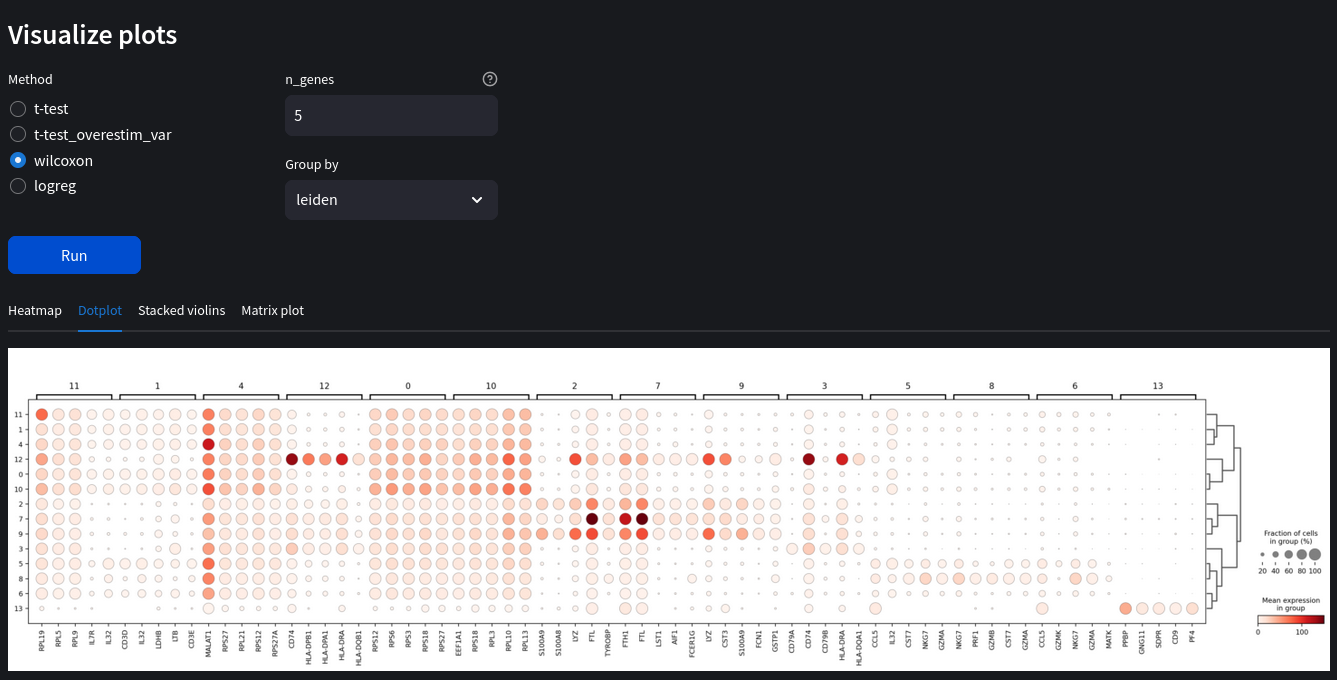 Visualize plots
Method
n_genes
t-test
5
t-test_overestim_var
wilcoxon
Group by
logreg
leiden
Run
Heatmap Dotplot Stacked violins Matrix plot
11 1 4 12 0 10 2 7 9 3 5 8 6 13
11
1
4
12
0
10
2
7
9
3
5
8
6
13
Fraction of cells
in group (%)
20 40 60 80 100
Mean expression
in group
0 100
RPL19 RPL5 RPL9 IL7R IL32 CD3D IL32 LDHB LTB CD3E MALAT1 RPS27 RPL21 RPS12 RPS27A CD74 HLA-DPB1 HLA-DPA1 HLA-DRA HLA-DQB1 RPS12 RPS6 RPS3 RPS18 RPS27 EEF1A1 RPS18 RPL3 RPL10 RPL13 S100A9 S100A8 LYZ FTL TYROBP FTH1 FTL LST1 AIF1 FCER1G LYZ CST3 S100A9 FCN1 GSTP1 CD79A CD74 CD79B HLA-DRA HLA-DQA1 CCL5 IL32 CST7 NKG7 GZMA NKG7 PRF1 GZMB CST7 GZMA CCL5 GZMK NKG7 GZMA MATK PPBP GNG11 SDPR CD9 PF4